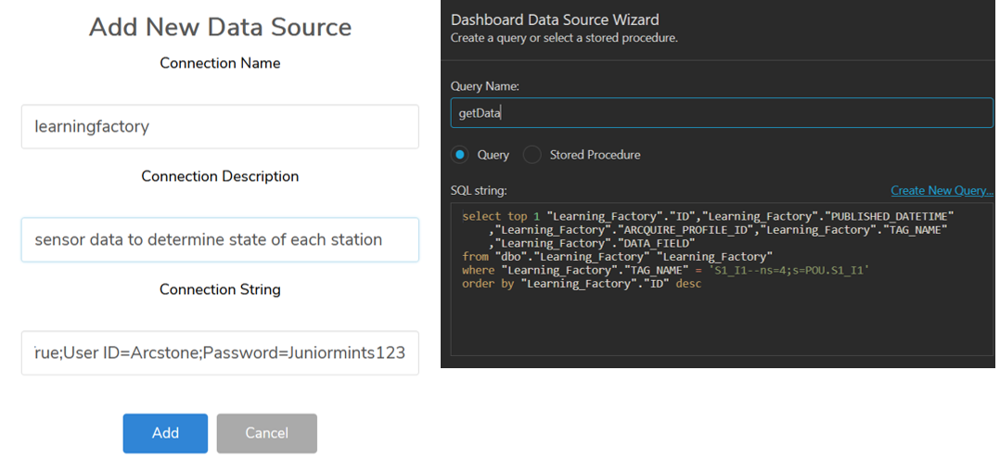 Add New Data Source
Connection Name
learningfactory
Connection Description
sensor data to determine state of each station
Connection String
rue;User ID=Arcstone;Password=Juniormints123
Add
Cancel
Dashboard Data Source Wizard
Create a query or select a stored procedure.
Query Name:
getData
Query
Stored Procedure
SQL string:
Create New Query...
select top 1 "Learning_Factory"."ID","Learning_Factory"."PUBLISHED_DATETIME"
,"Learning_Factory"."ARCQUIRE_PROFILE_ID","Learning_Factory"."TAG_NAME"
,"Learning_Factory"."DATA_FIELD"
from "dbo"."Learning_Factory" "Learning_Factory"
where "Learning_Factory"."TAG_NAME" = 'S1_I1--ns=4;s=POU.S1_I1'
order by "Learning_Factory"."ID" desc